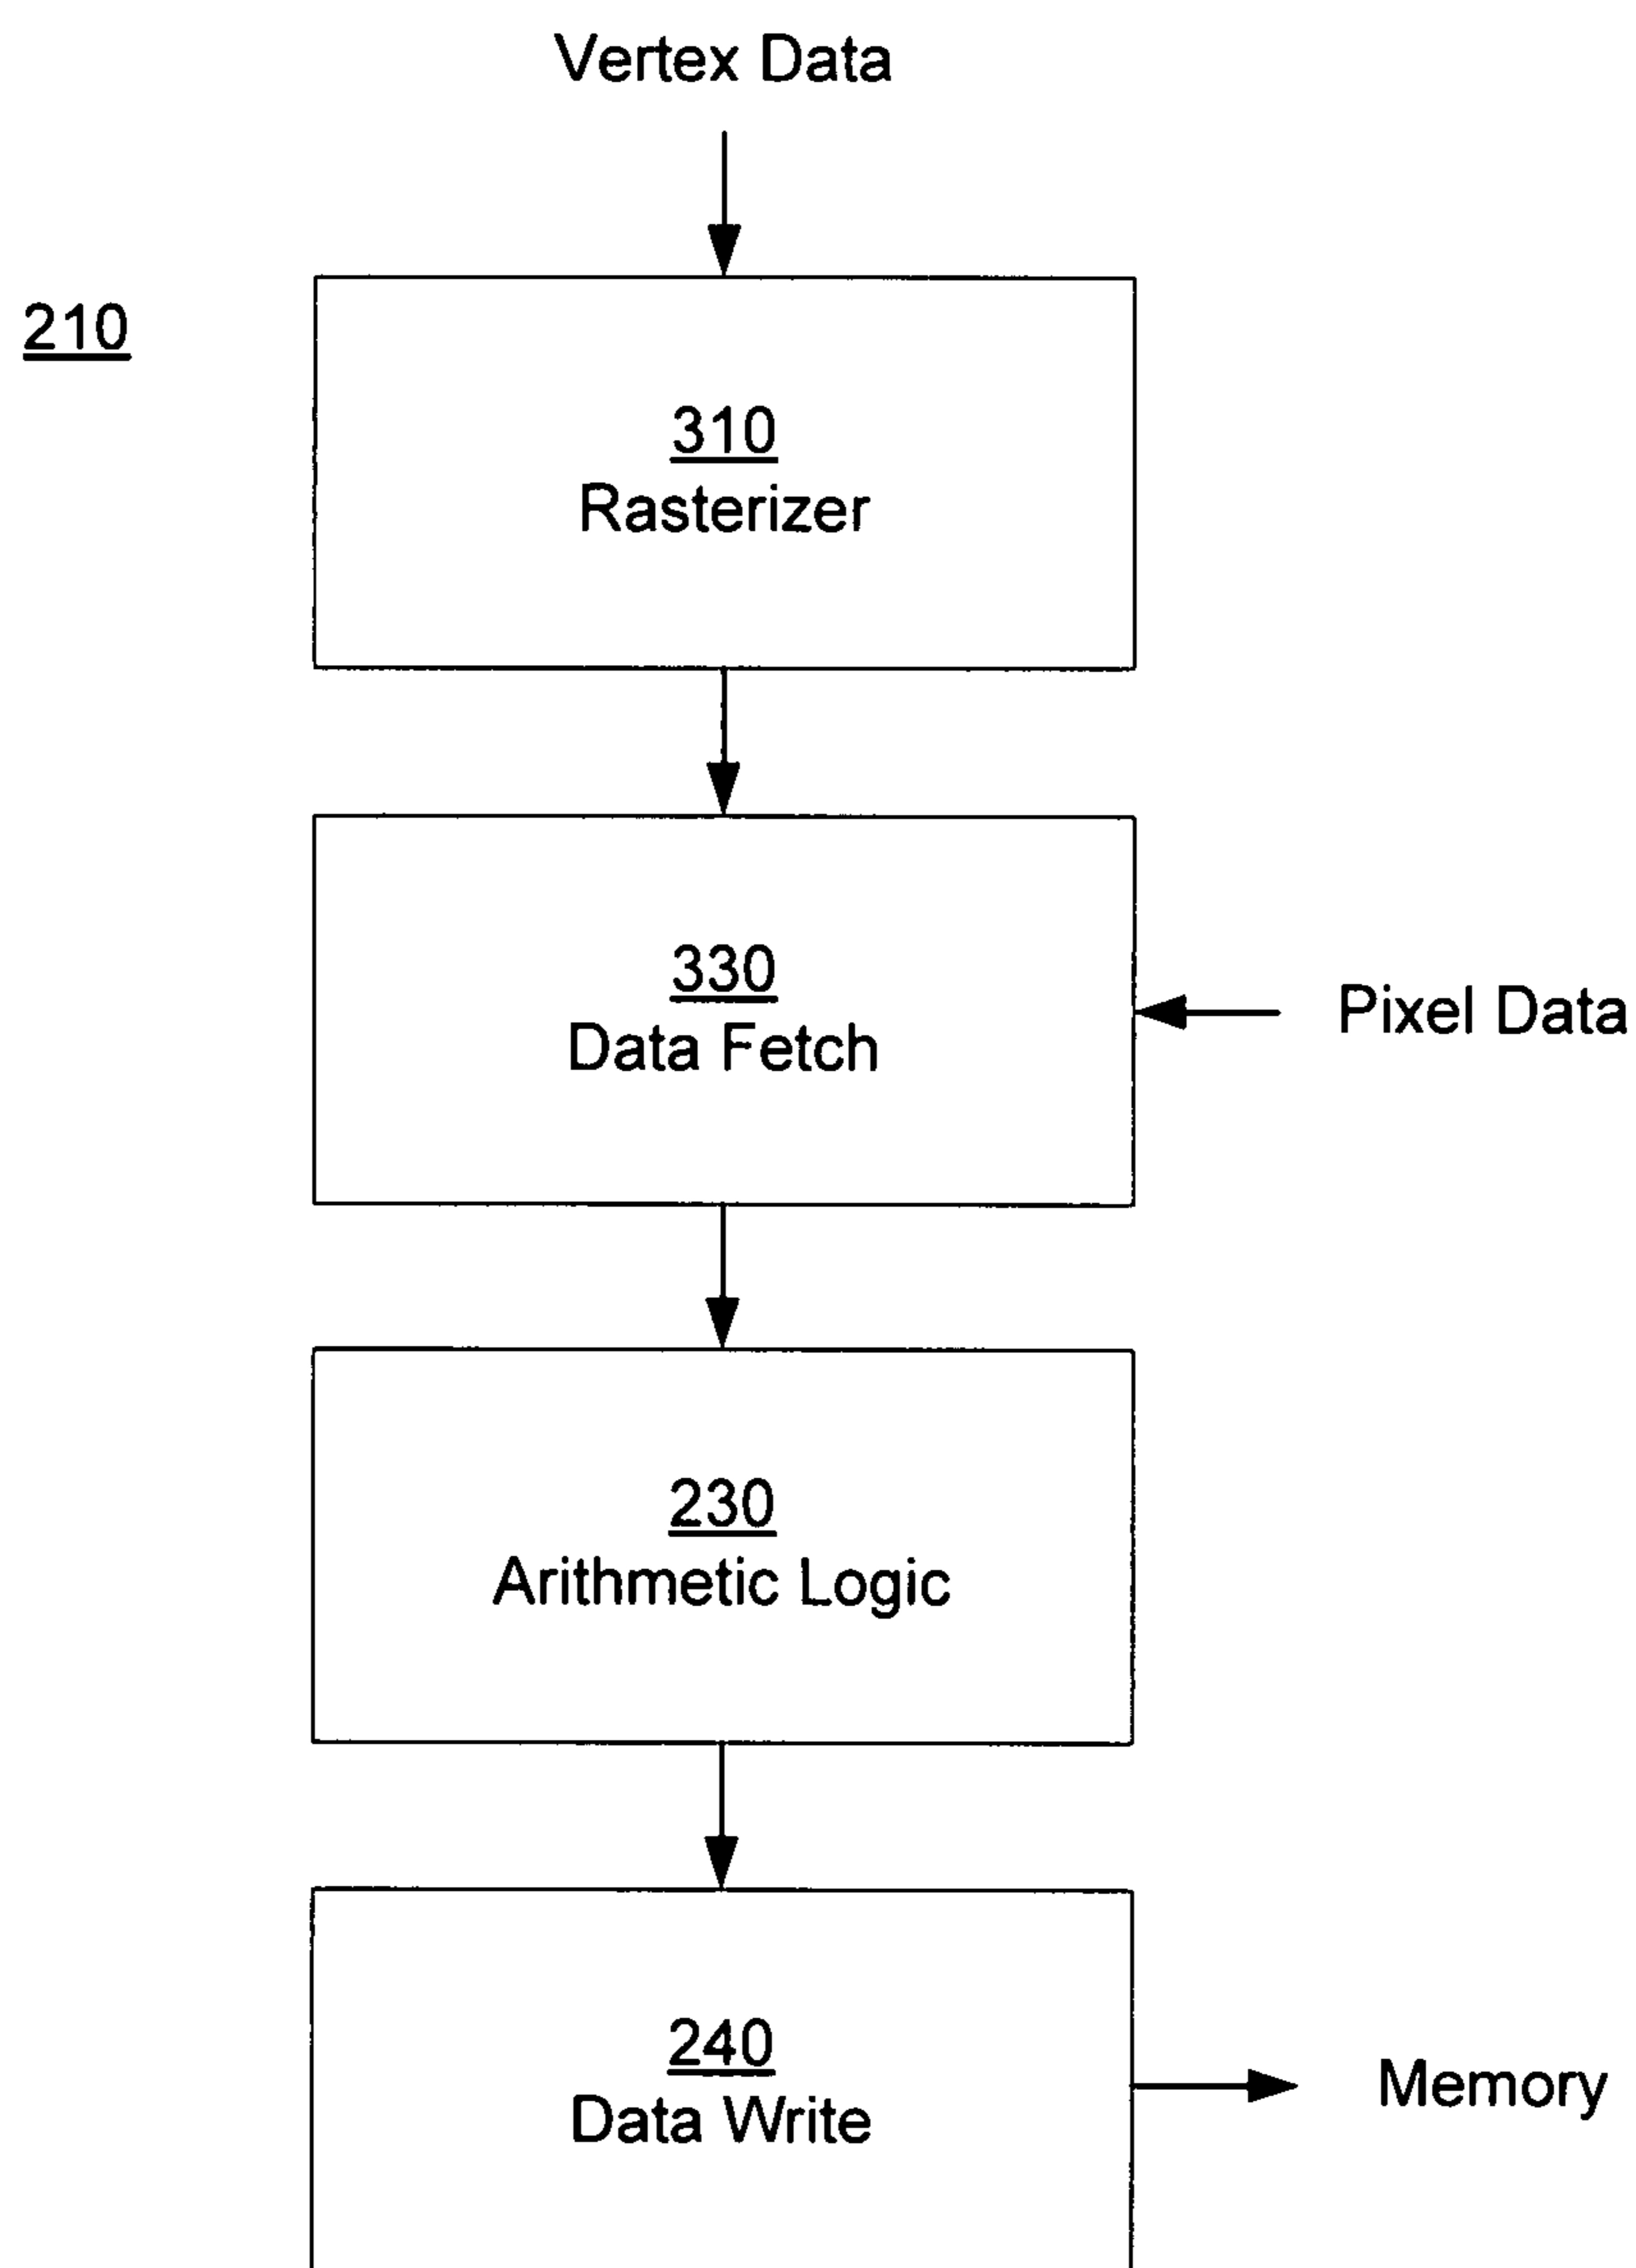 Vertex Data
210
310
Rasterizer
330
Data Fetch
Pixel Data
230
Arithmetic Logic
240
Data Write
Memory